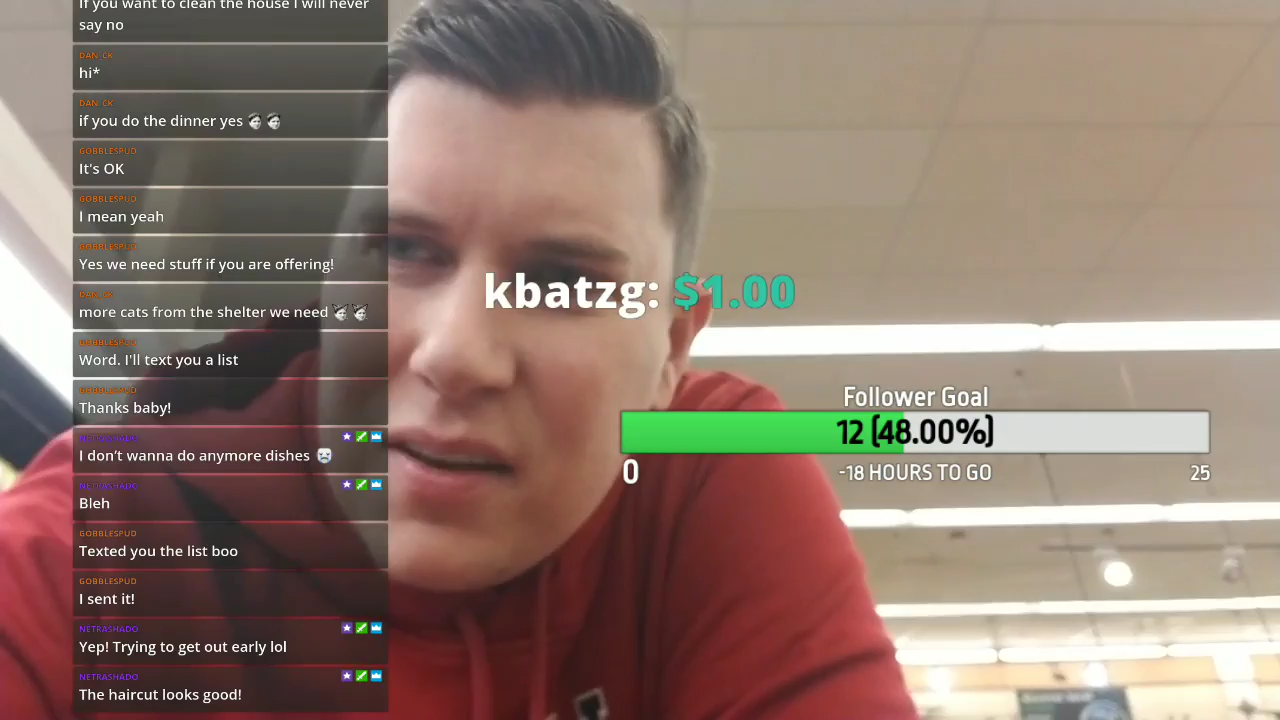 If you want to clean the house I will never
say no
DAN_CK
hi*
DAN_CK
if you do the dinner yes
GOBBLESPUD
It's OK
GOBBLESPUD
I mean yeah
GOBBLESPUD
Yes we need stuff if you are offering!
DAN_CK
more cats from the shelter we need
GOBBLESPUD
Word. I'll text you a list
GOBBLESPUD
Thanks baby!
NETRASHADO
I don’t wanna do anymore dishes
NETRASHADO
Bleh
GOBBLESPUD
Texted you the list boo
GOBBLESPUD
I sent it!
NETRASHADO
Yep! Trying to get out early lol
NETRASHADO
The haircut looks good!
kbatzg: $1.00
Follower Goal
12 (48.00%)
0
-18 HOURS TO GO
25